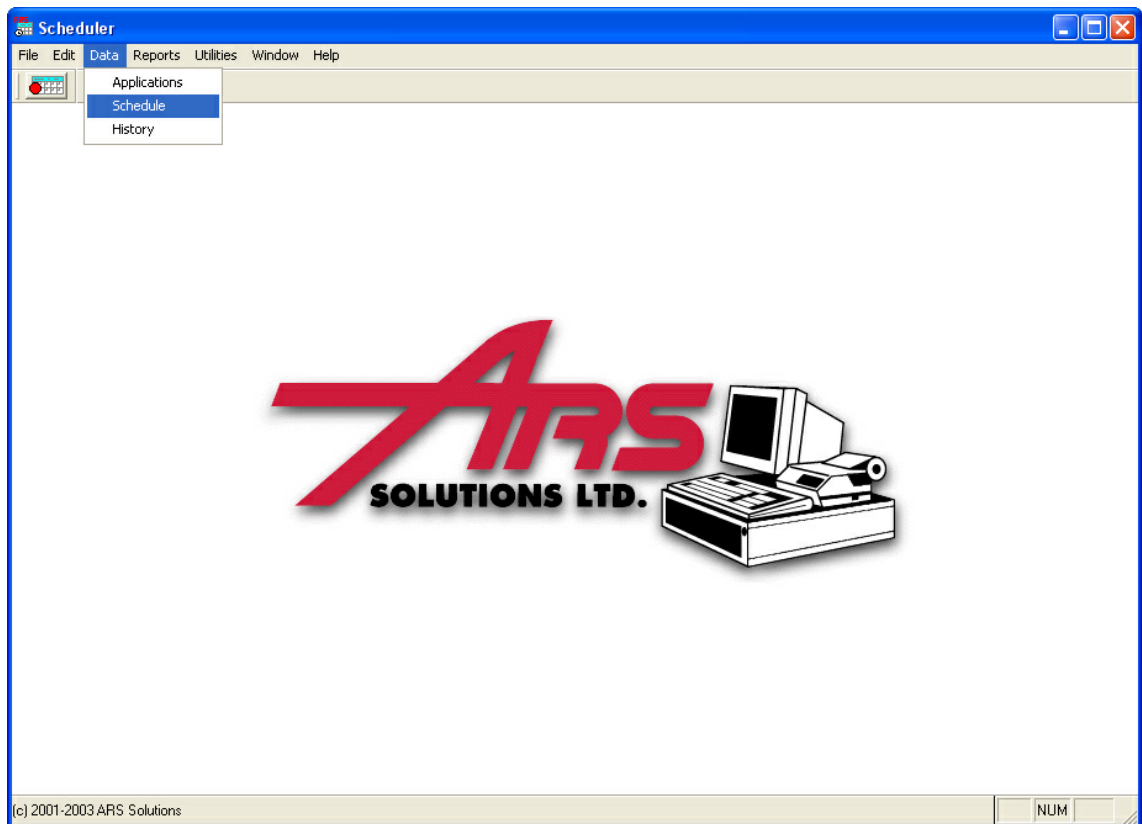 Scheduler
File Edit Data Reports Utilities Window Help
Applications
Schedule
History
ARS
SOLUTIONS LTD.
(c) 2001-2003 ARS Solutions
NUM